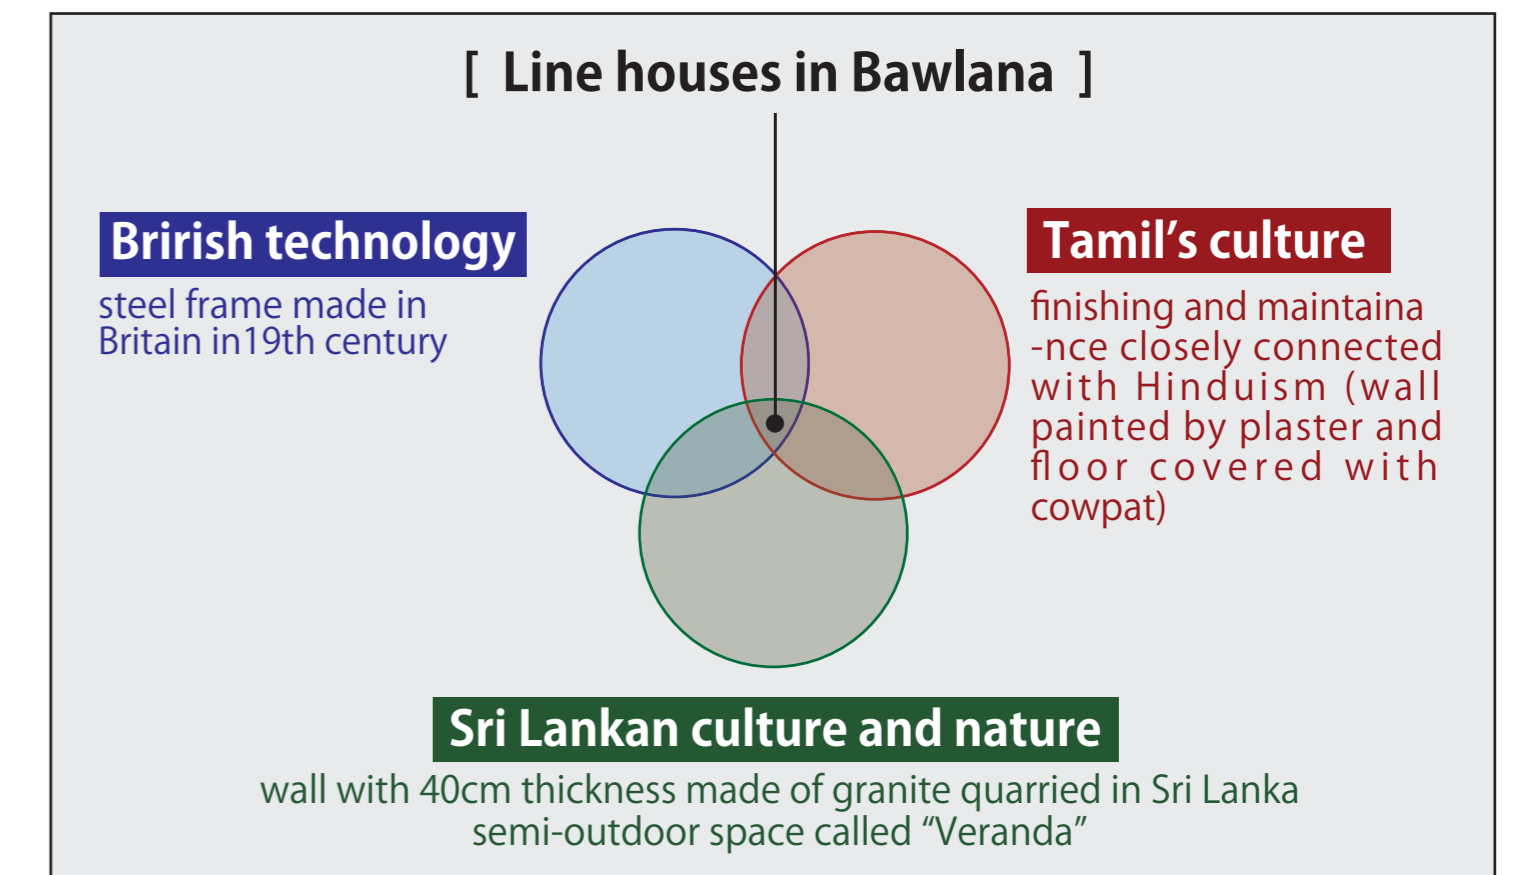 [ Line houses in Bawlana ]
Brirish technology
steel frame made in
Britain in19th century
Tamil’s culture
finishing and maintaina
-nce closely connected
with Hinduism (wall
painted by plaster and
floor covered with
cowpat)
Sri Lankan culture and nature
wall with 40cm thickness made of granite quarried in Sri Lanka
semi-outdoor space called “Veranda”